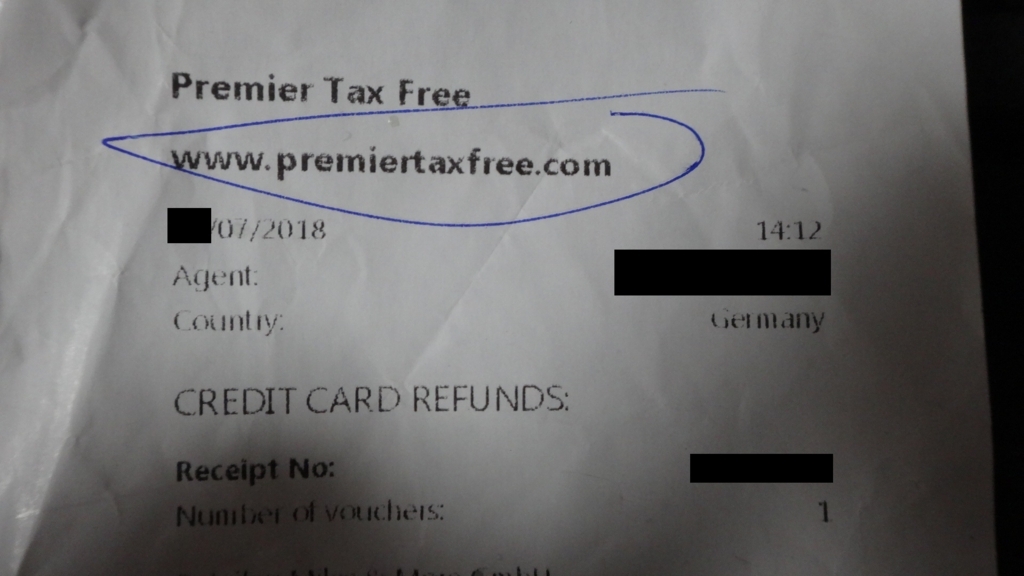 Premier Tax Free
www.premiertaxfree.com
/07/2018 14:12
Agent:
Country: Germany
CREDIT CARD REFUNDS:
Receipt No:
Number of vouchers: 1
GmbH